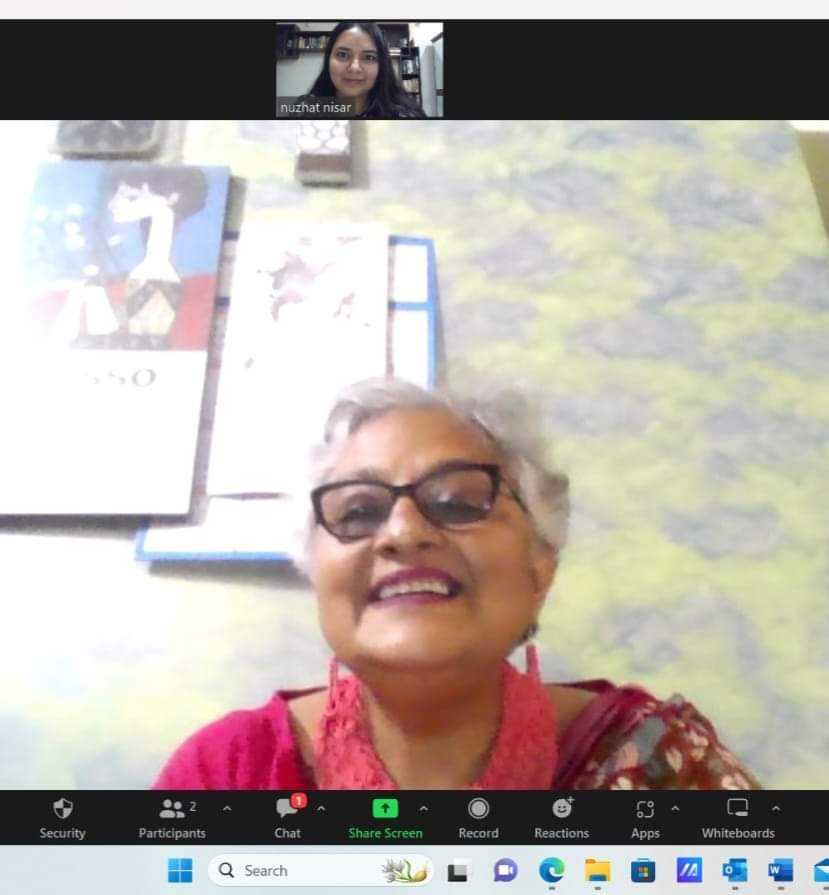 nuzhat nisar
SSO
2
1
Security
Participants
Chat
Share Screen
Record
Reactions
Apps
Whiteboards
Search